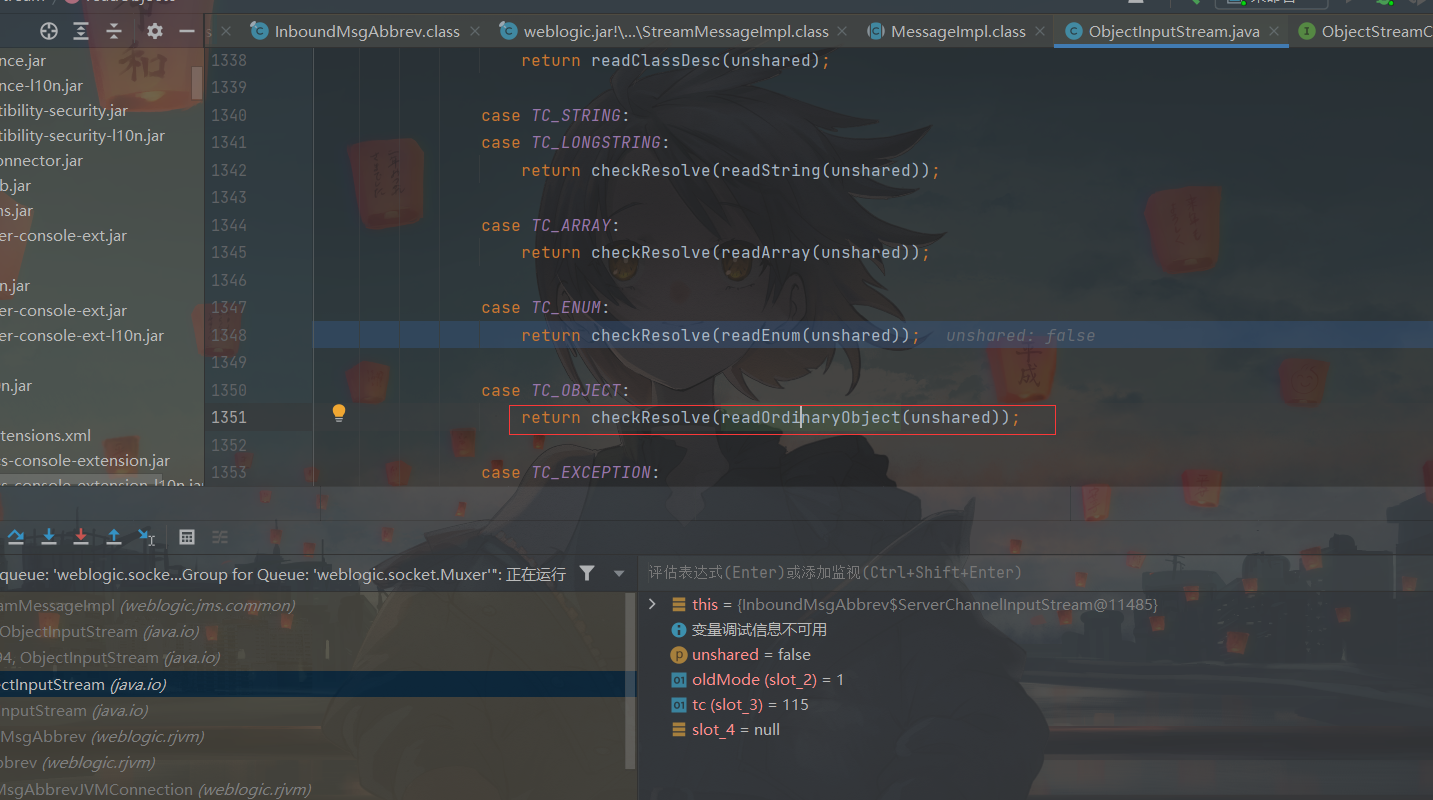 InboundMsgAbbrev.class
weblogic.jar!\...\StreamMessageImpl.class
MessageImpl.class
ObjectInputStream.java
ObjectStreamC
nce.jar
nce-l10n.jar
tibility-security.jar
tibility-security-l10n.jar
onnector.jar
b.jar
ns.jar
er-console-ext.jar
n.jar
er-console-ext.jar
er-console-ext-l10n.jar
n.jar
tensions.xml
cs-console-extension.jar
cs-console-extension-l10n.jar
1338 return readClassDesc(unshared);
1339
1340 case TC_STRING:
1341 case TC_LONGSTRING:
1342 return checkResolve(readString(unshared));
1343
1344 case TC_ARRAY:
1345 return checkResolve(readArray(unshared));
1346
1347 case TC_ENUM:
1348 return checkResolve(readEnum(unshared)); unshared: false
1349
1350 case TC_OBJECT:
1351 return checkResolve(readOrdinaryObject(unshared));
1352
1353 case TC_EXCEPTION:
queue: 'weblogic.socke...Group for Queue: 'weblogic.socket.Muxer'": 正在运行
amMessageImpl (weblogic.jms.common)
ObjectInputStream (java.io)
94, ObjectInputStream (java.io)
ectInputStream (java.io)
nputStream (java.io)
MsgAbbrev (weblogic.rjvm)
bbrev (weblogic.rjvm)
MsgAbbrevJVMConnection (weblogic.rjvm)
评估表达式(Enter)或添加监视(Ctrl+Shift+Enter)
this = {InboundMsgAbbrev$ServerChannelInputStream@11485}
变量调试信息不可用
unshared = false
oldMode (slot_2) = 1
tc (slot_3) = 115
slot_4 = null